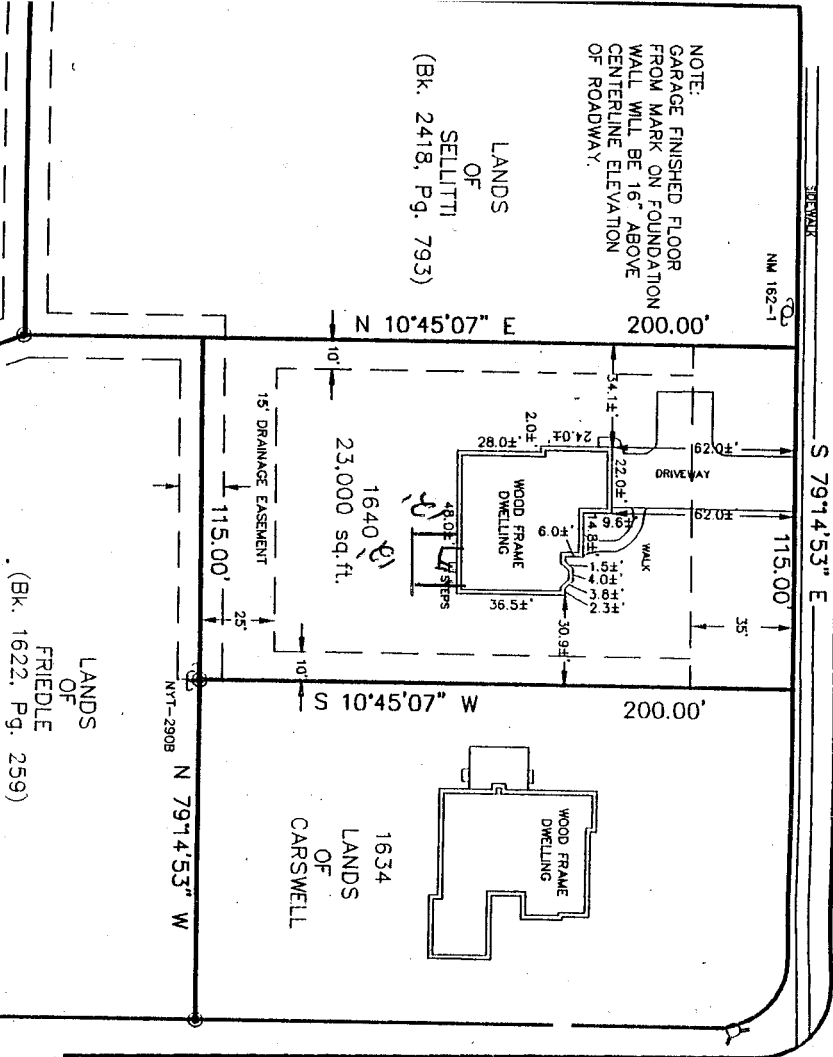 NOTE:
GARAGE FINISHED FLOOR
FROM MARK ON FOUNDATION
WALL WILL BE 16" ABOVE
CENTERLINE ELEVATION
OF ROADWAY.
SIDEWALK
NM 162-1
LANDS
OF
SELLITTI
(Bk. 2418, Pg. 793)
N 10°45'07" E
200.00'
S 79°14'53" E
115.00'
35'
10'
34.1±'
62.0±'
DRIVEWAY
22.0±'
62.0±'
24.0±'
2.0±'
28.0±'
WOOD FRAME
DWELLING
9.6±'
14.8±'
WALK
6.0±'
1.5±'
4.0±'
3.8±'
2.3±'
48.0±'
STEPS
36.5±'
30.9±'
1640
23,000 sq.ft.
15' DRAINAGE EASEMENT
115.00'
25'
10'
S 10°45'07" W
200.00'
NYT-290B
N 79°14'53" W
WOOD FRAME
DWELLING
1634
LANDS
OF
CARSWELL
LANDS
OF
FRIEDLE
(Bk. 1622, Pg. 259)